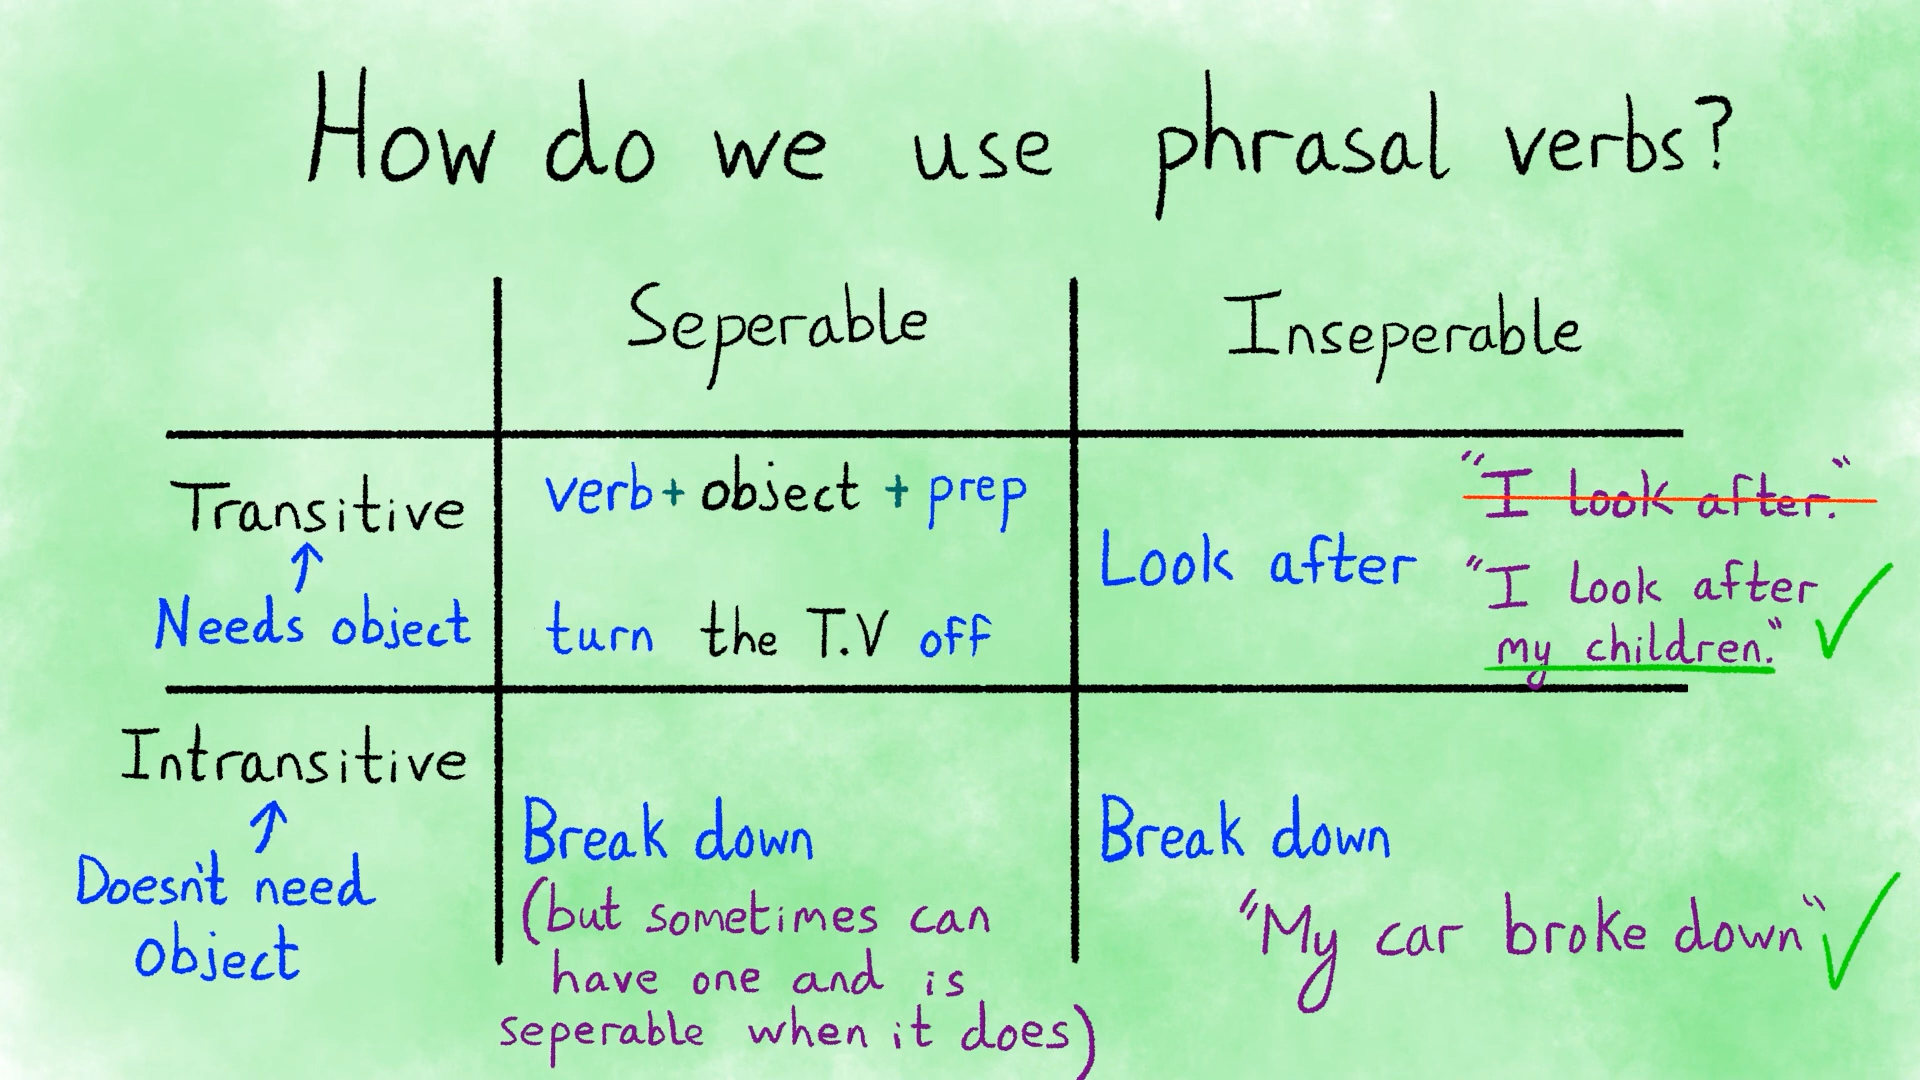 How do we use phrasal verbs?
Seperable
Inseperable
Transitive
Needs object
verb + object + prep
turn the T.V off
Look after
"I look after."
"I look after
my children."
Intransitive
Doesn't need
object
Break down
(but sometimes can
have one and is
seperable when it does)
Break down
"My car broke down"